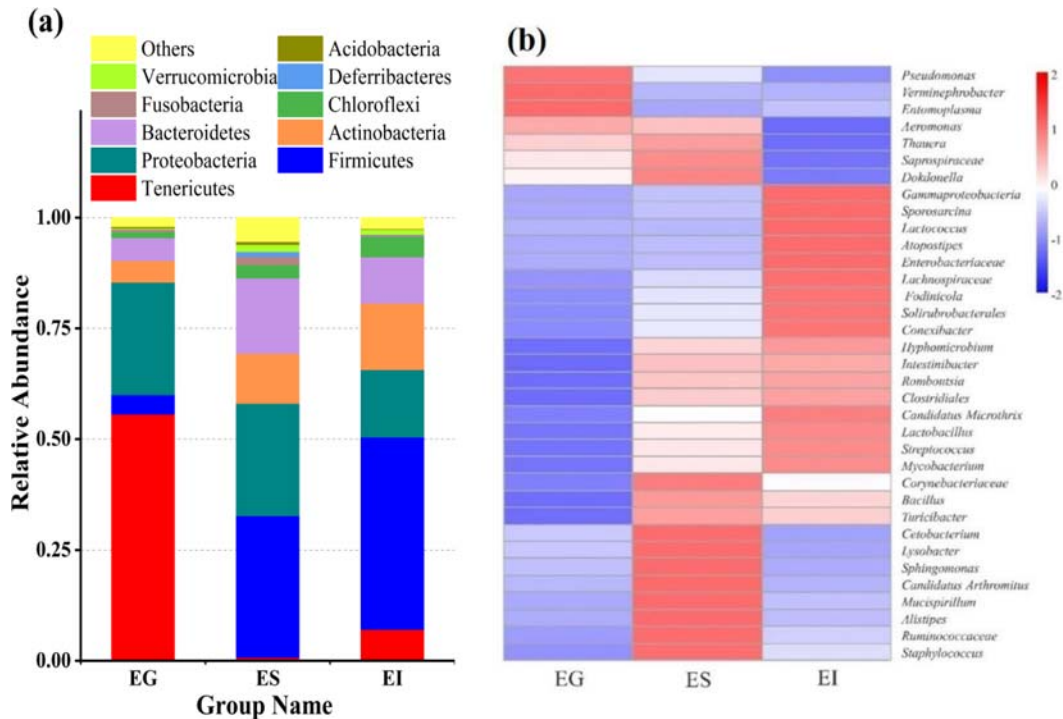 (a)
Others
Acidobacteria
Verrucomicrobia
Deferribacteres
Fusobacteria
Chloroflexi
Bacteroidetes
Actinobacteria
Proteobacteria
Firmicutes
Tenericutes
1.00
0.75
0.50
0.25
0.00
Relative Abundance
EG ES EI
Group Name
(b)
Pseudomonas
Verminephrobacter
Entomoplasma
Aeromonas
Thauera
Saprospiraceae
Dokdonella
Gammaproteobacteria
Sporosarcina
Lactococcus
Atopostipes
Enterobacteriaceae
Lachnospiraceae
Fodinicola
Solirubrobacterales
Conexibacter
Hyphomicrobium
Intestinibacter
Romboutsia
Clostridiales
Candidatus Microthrix
Lactobacillus
Streptococcus
Mycobacterium
Corynebacteriaceae
Bacillus
Turicibacter
Cetobacterium
Lysobacter
Sphingomonas
Candidatus Arthromitus
Mucispirillum
Alistipes
Ruminococcaceae
Staphylococcus
EG ES EI
2
1
0
-1
-2